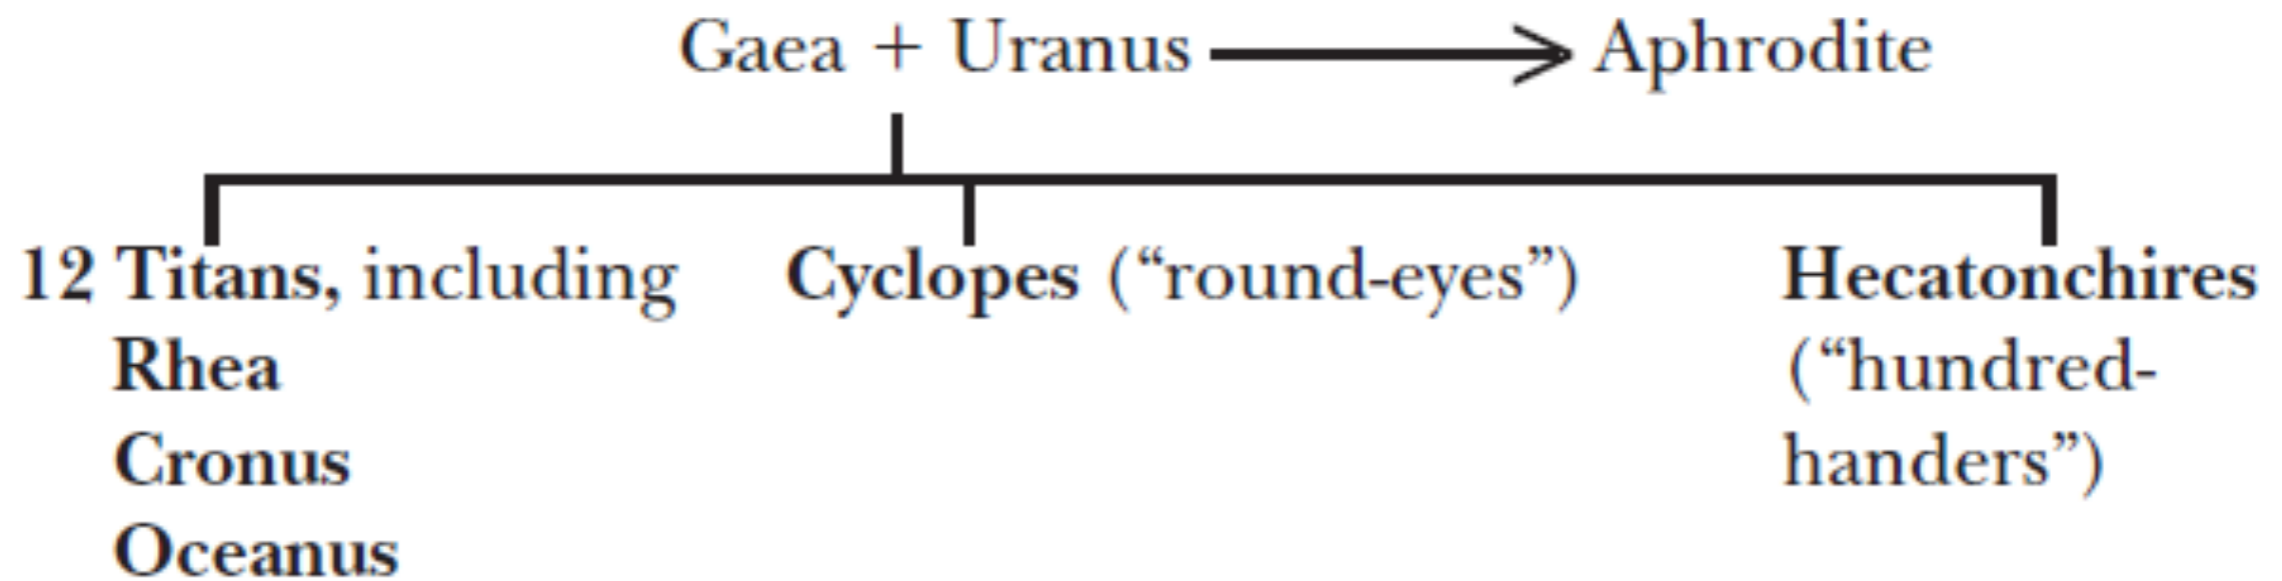 Gaea + Uranus Aphrodite
12 Titans, including Cyclopes (“round-eyes”) Hecatonchires
Rhea (“hundred-
Cronus handers”)
Oceanus